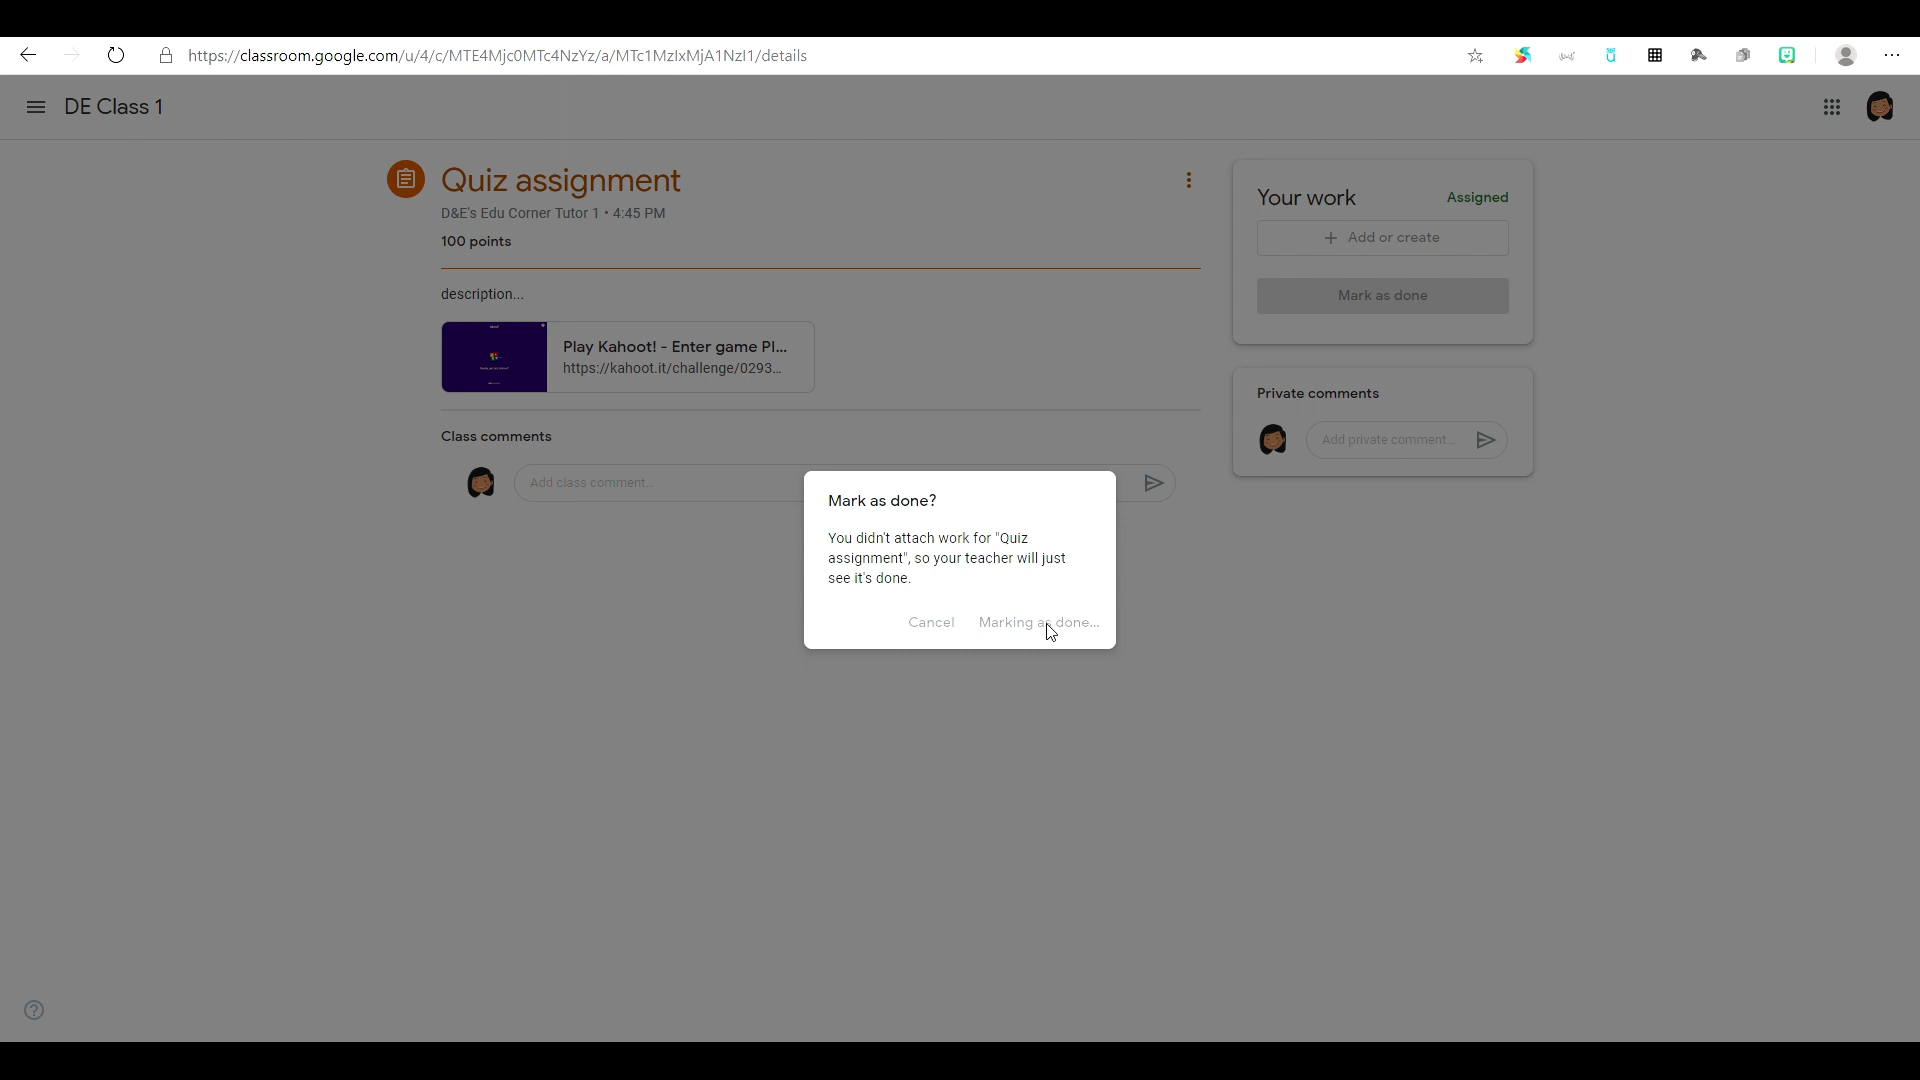 https://classroom.google.com/u/4/c/MTE4Mjc0MTc4NzYz/a/MTc1MzIxMjA1NzI1/details
DE Class 1
Quiz assignment
D&E's Edu Corner Tutor 1 • 4:45 PM
100 points
description...
Play Kahoot! - Enter game PI...
https://kahoot.it/challenge/0293...
Class comments
Add class comment...
Your work
Assigned
+ Add or create
Mark as done
Private comments
Add private comment...
Mark as done?
You didn't attach work for "Quiz
assignment", so your teacher will just
see it's done.
Cancel
Marking as done...